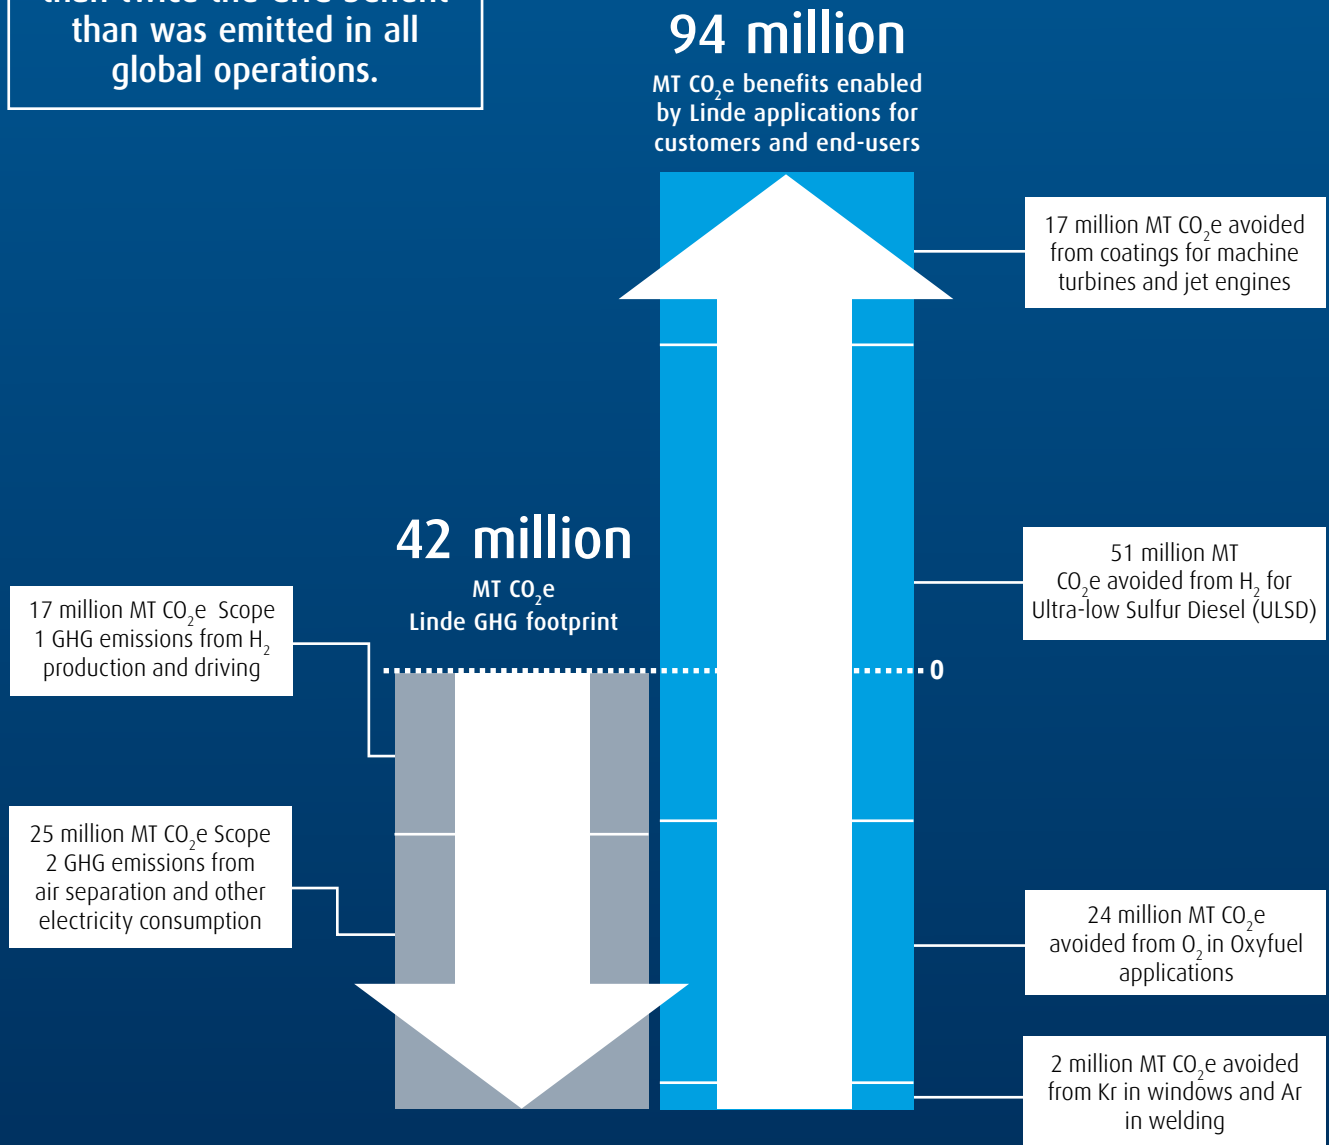 than was emitted in all
global operations.
94 million
MT CO₂e benefits enabled
by Linde applications for
customers and end-users
17 million MT CO₂e avoided
from coatings for machine
turbines and jet engines
42 million
MT CO₂e
Linde GHG footprint
51 million MT
CO₂e avoided from H₂ for
Ultra-low Sulfur Diesel (ULSD)
17 million MT CO₂e Scope
1 GHG emissions from H₂
production and driving
0
25 million MT CO₂e Scope
2 GHG emissions from
air separation and other
electricity consumption
24 million MT CO₂e
avoided from O₂ in Oxyfuel
applications
2 million MT CO₂e avoided
from Kr in windows and Ar
in welding